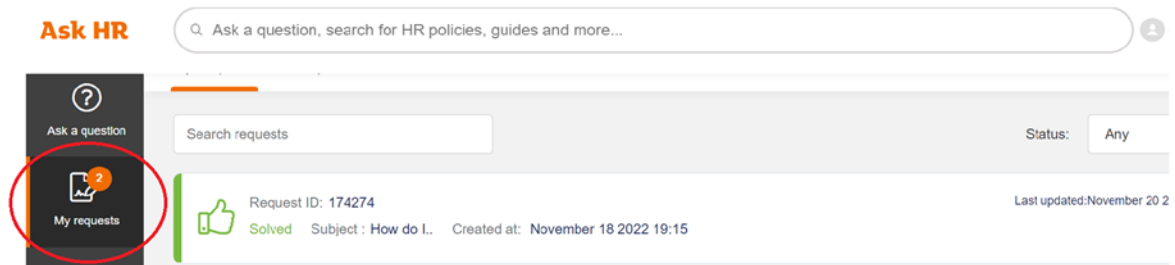 Ask HR
Ask a question, search for HR policies, guides and more...
Ask a question
Search requests
Status: Any
2
My requests
Request ID: 174274
Last updated:November 20 2
Solved Subject : How do I.. Created at: November 18 2022 19:15